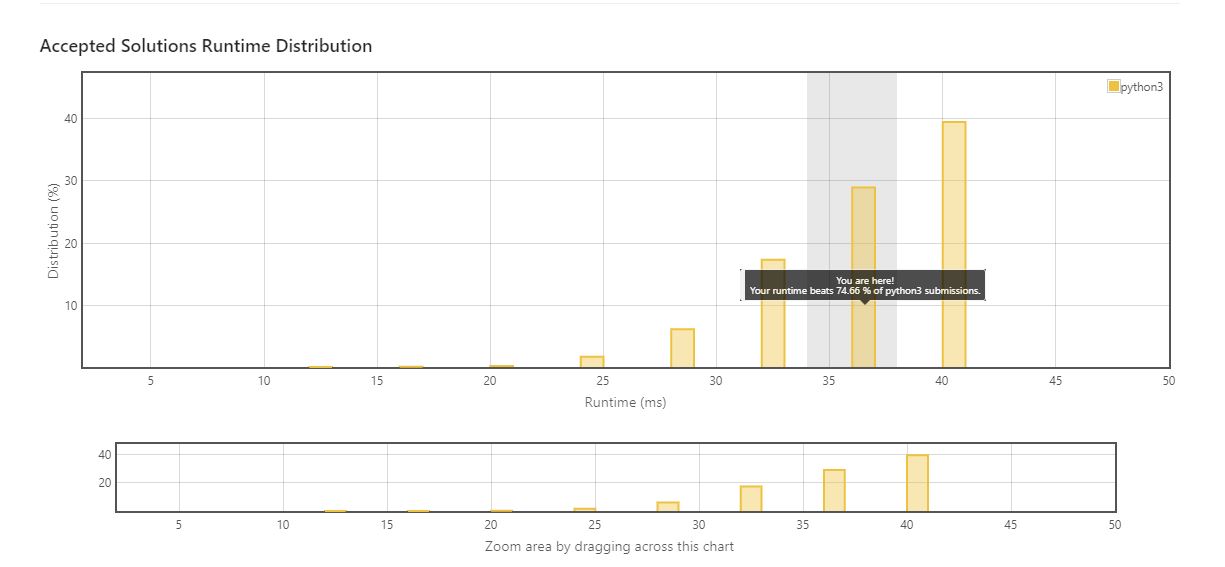 Accepted Solutions Runtime Distribution
python3
40
30
20
10
Distribution (%)
You are here!
Your runtime beats 74.66 % of python3 submissions.
5 10 15 20 25 30 35 40 45 50
Runtime (ms)
40
20
5 10 15 20 25 30 35 40 45 50
Zoom area by dragging across this chart